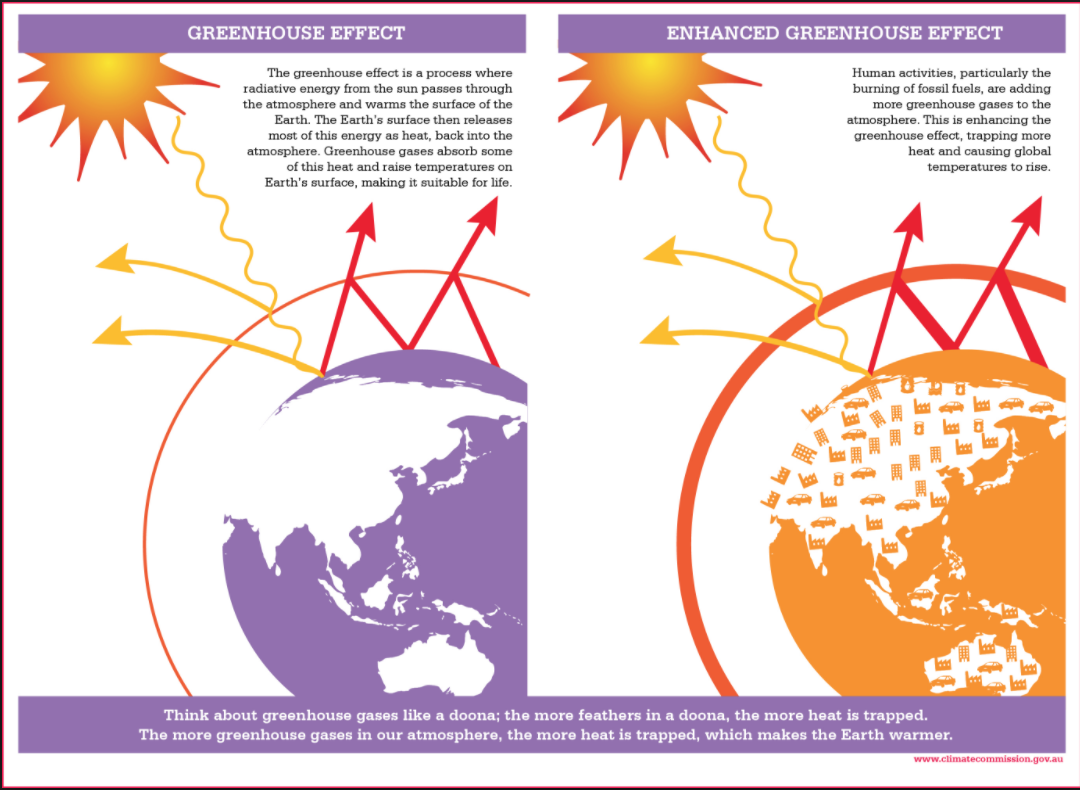 GREENHOUSE EFFECT
The greenhouse effect is a process where
radiative energy from the sun passes through
the atmosphere and warms the surface of the
Earth. The Earth's surface then releases
most of this energy as heat, back into the
atmosphere. Greenhouse gases absorb some
of this heat and raise temperatures on
Earth's surface, making it suitable for life.
ENHANCED GREENHOUSE EFFECT
Human activities, particularly the
burning of fossil fuels, are adding
more greenhouse gases to the
atmosphere. This is enhancing the
greenhouse effect, trapping more
heat and causing global
temperatures to rise.
Think about greenhouse gases like a doona; the more feathers in a doona, the more heat is trapped.
The more greenhouse gases in our atmosphere, the more heat is trapped, which makes the Earth warmer.
www.climatecommission.gov.au